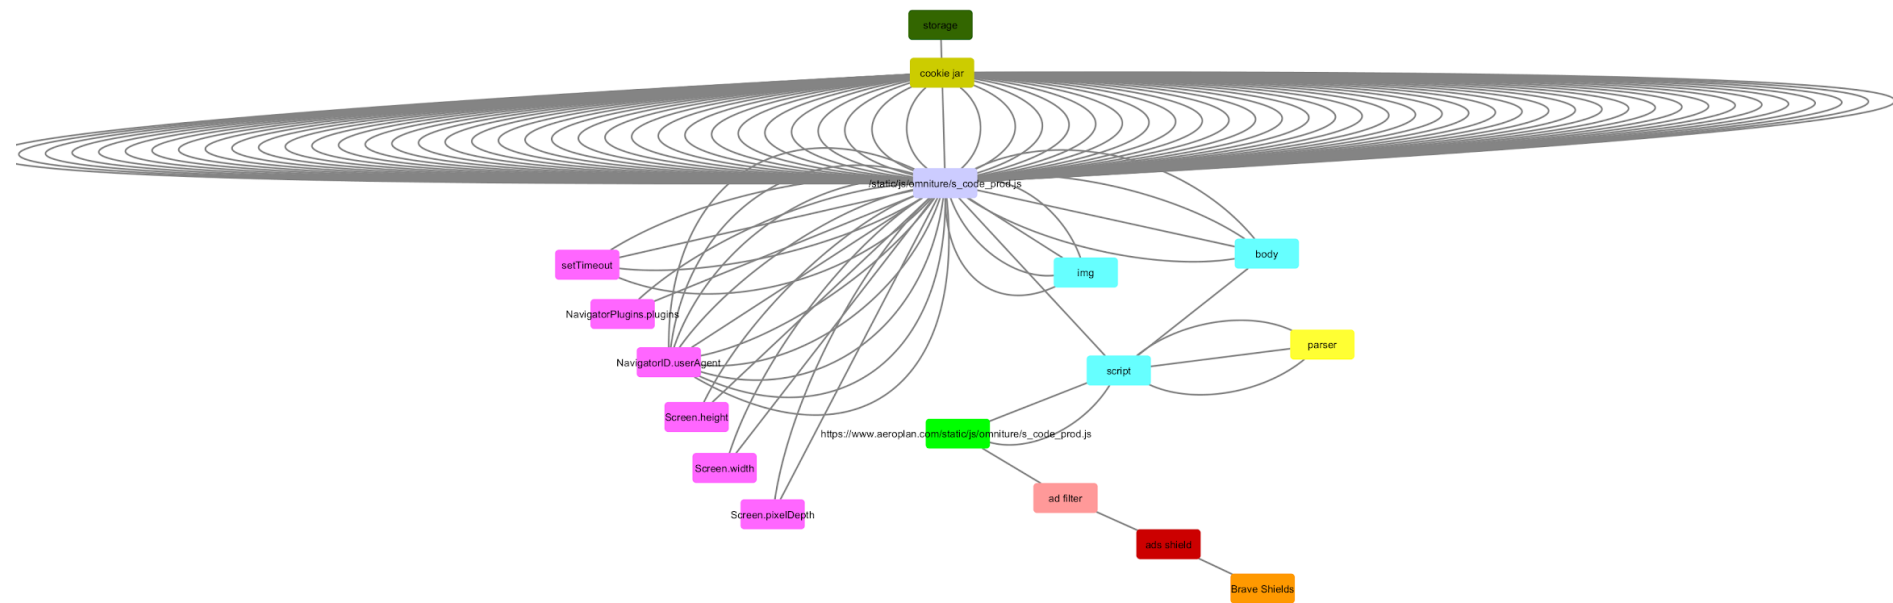 storage
cookie jar
/static/js/omniture/s_code_prod.js
setTimeout
body
img
NavigatorPlugins.plugins
parser
NavigatorID.userAgent
script
Screen.height
https://www.aeroplan.com/static/js/omniture/s_code_prod.js
Screen.width
ad filter
Screen.pixelDepth
ads shield
Brave Shields